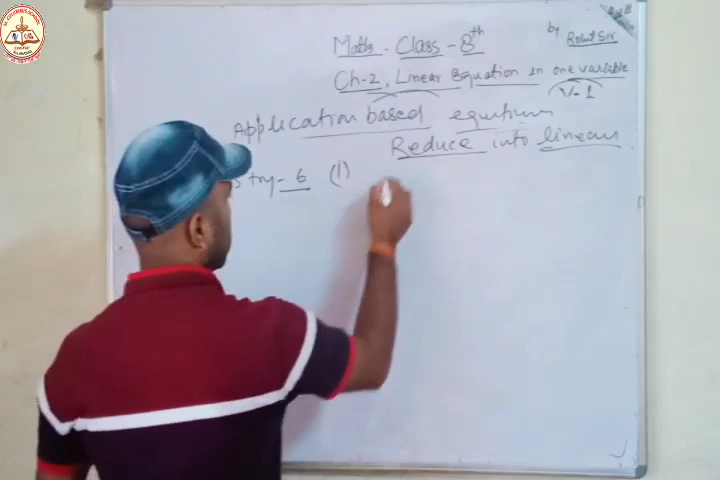 Maths - Class - 8th
by Rohit Sir
Ch-2, Linear Equation in one variable
V-1
Application based equations
Reduce into linear
try - 6 (1)